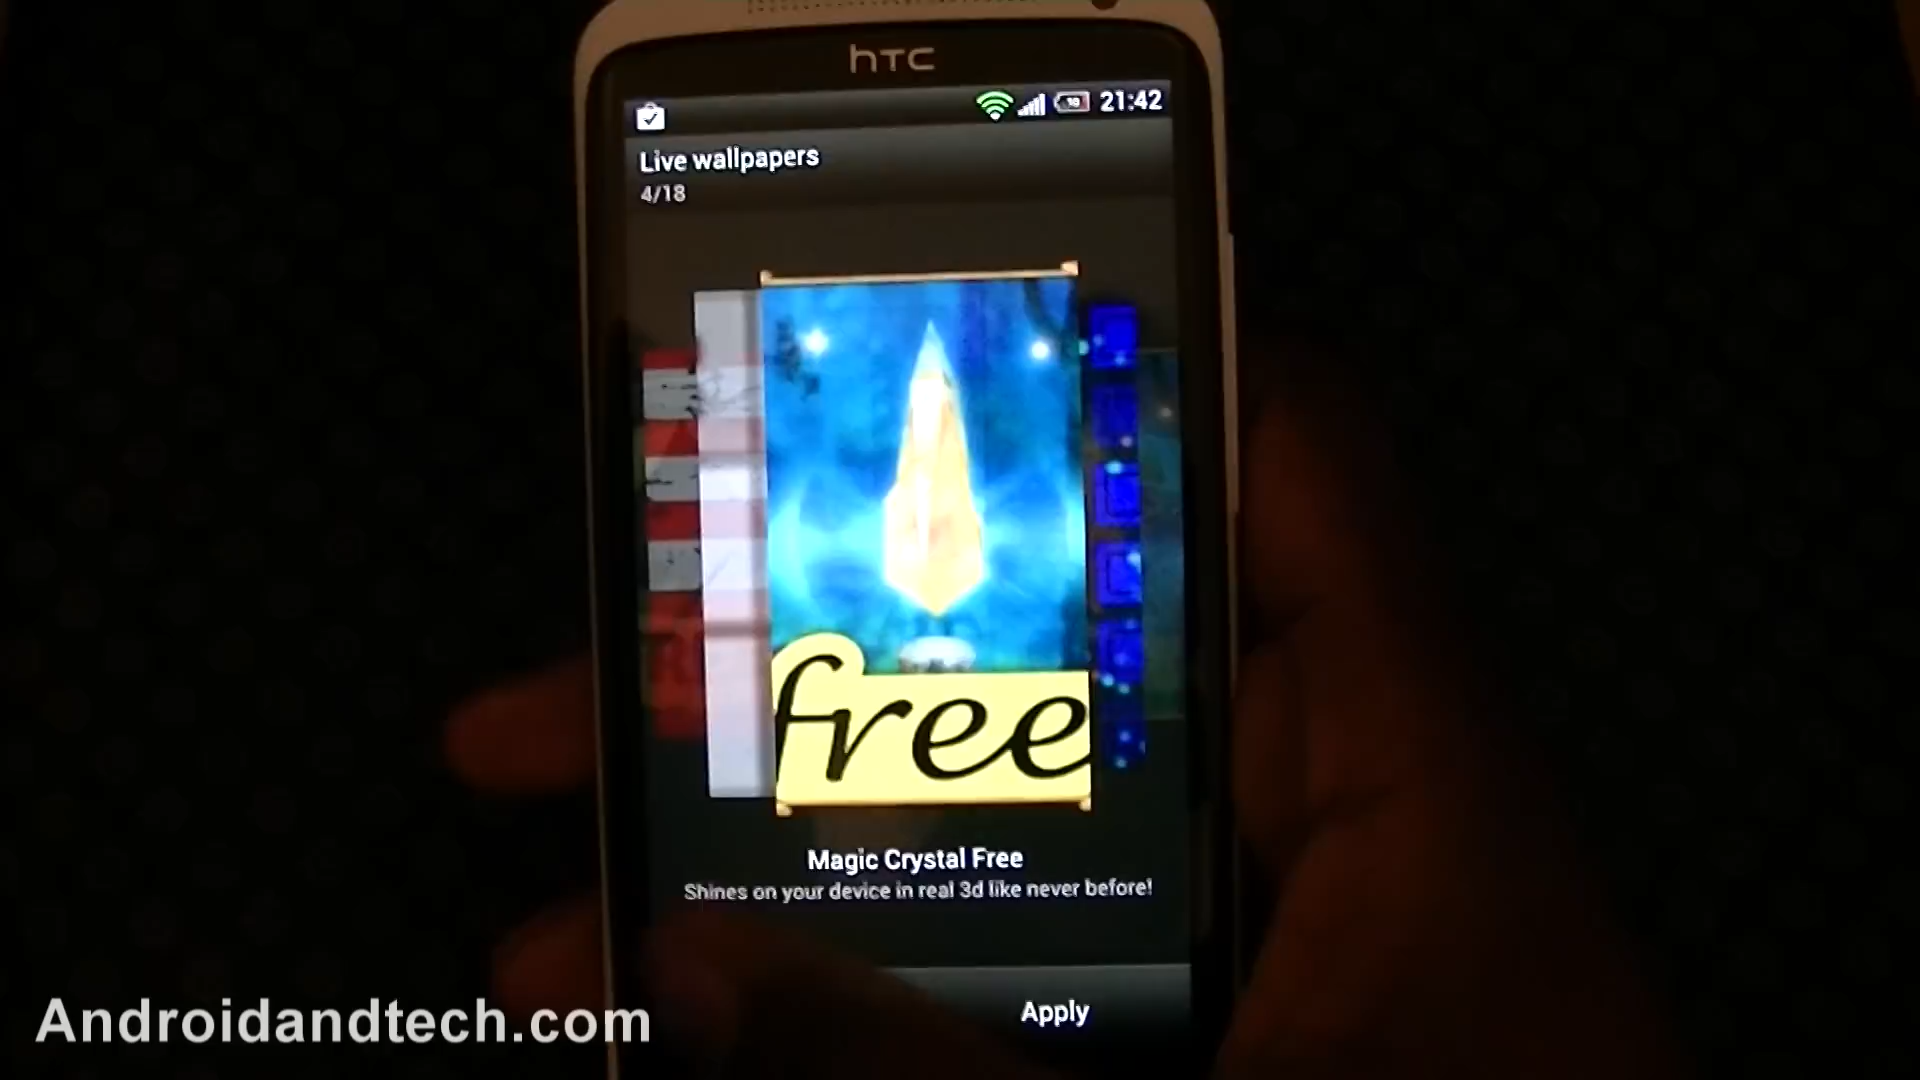 hTC
10
21:42
Live wallpapers
4/18
free
Magic Crystal Free
Shines on your device in real 3d like never before!
Apply
Androidandtech.com